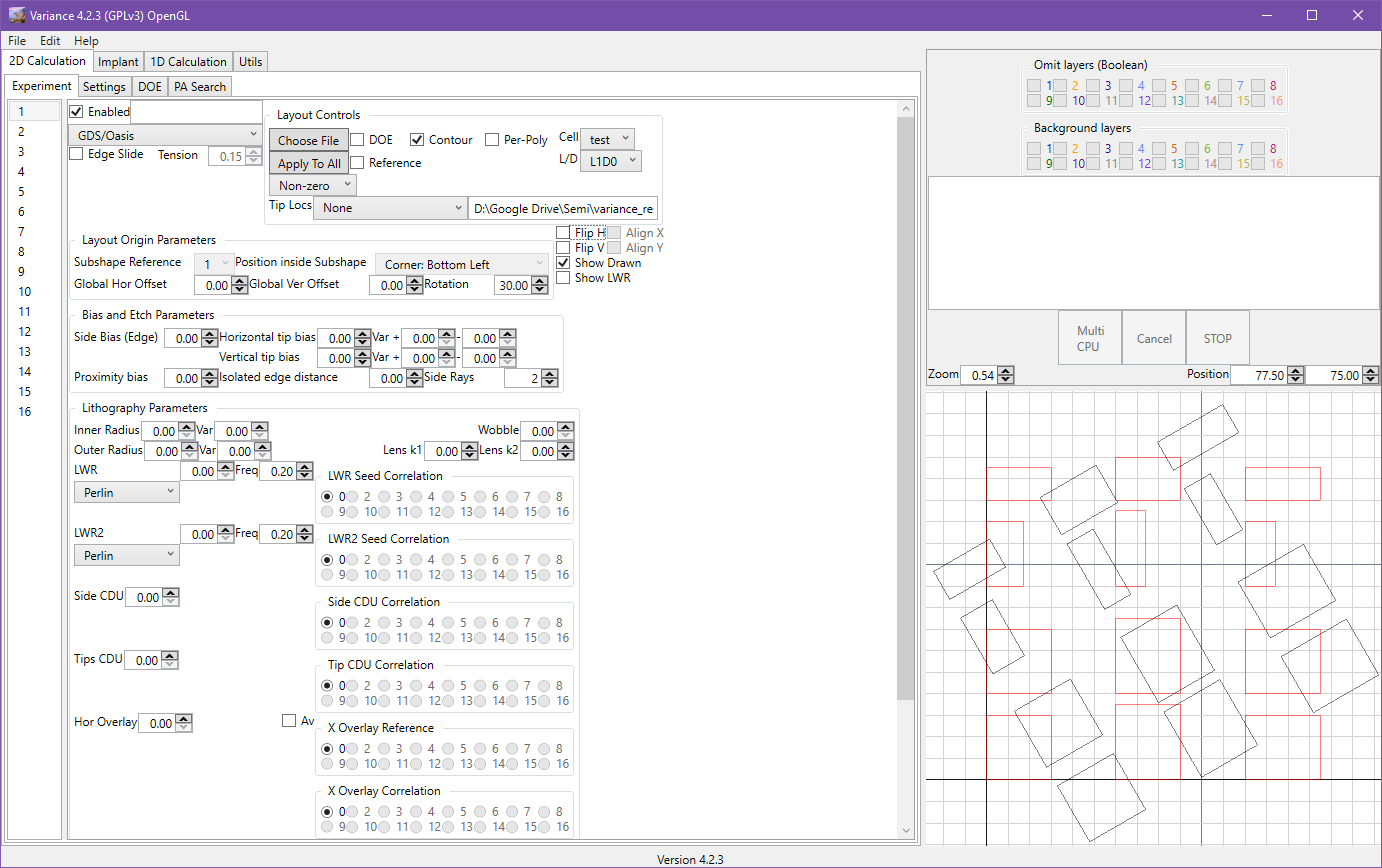 Variance 4.2.3 (GPLv3) OpenGL
File Edit Help
2D Calculation Implant 1D Calculation Utils
Experiment Settings DOE PA Search
1
2
3
4
5
6
7
8
9
10
11
12
13
14
15
16
Enabled
GDS/Oasis
Edge Slide Tension 0.15
Layout Controls
Choose File DOE Contour Per-Poly Cell test
Apply To All Reference L/D L1D0
Non-zero
Tip Locs None D:\Google Drive\Semi\variance_re
Flip H Align X
Flip V Align Y
Show Drawn
Show LWR
Layout Origin Parameters
Subshape Reference 1 Position inside Subshape Corner: Bottom Left
Global Hor Offset 0.00 Global Ver Offset 0.00 Rotation 30.00
Bias and Etch Parameters
Side Bias (Edge) 0.00 Horizontal tip bias 0.00 Var + 0.00 - 0.00
Vertical tip bias 0.00 Var + 0.00 - 0.00
Proximity bias 0.00 Isolated edge distance 0.00 Side Rays 2
Lithography Parameters
Inner Radius 0.00 Var 0.00 Wobble 0.00
Outer Radius 0.00 Var 0.00 Lens k1 0.00 Lens k2 0.00
LWR 0.00 Freq 0.20
Perlin
LWR Seed Correlation
0 2 3 4 5 6 7 8
9 10 11 12 13 14 15 16
LWR2 0.00 Freq 0.20
Perlin
LWR2 Seed Correlation
0 2 3 4 5 6 7 8
9 10 11 12 13 14 15 16
Side CDU 0.00
Side CDU Correlation
0 2 3 4 5 6 7 8
9 10 11 12 13 14 15 16
Tips CDU 0.00
Tip CDU Correlation
0 2 3 4 5 6 7 8
9 10 11 12 13 14 15 16
Hor Overlay 0.00 Av
X Overlay Reference
0 2 3 4 5 6 7 8
9 10 11 12 13 14 15 16
X Overlay Correlation
0 2 3 4 5 6 7 8
9 10 11 12 13 14 15 16
Omit layers (Boolean)
1 2 3 4 5 6 7 8
9 10 11 12 13 14 15 16
Background layers
1 2 3 4 5 6 7 8
9 10 11 12 13 14 15 16
Multi
CPU
Cancel
STOP
Zoom 0.54 Position 77.50 75.00
Version 4.2.3